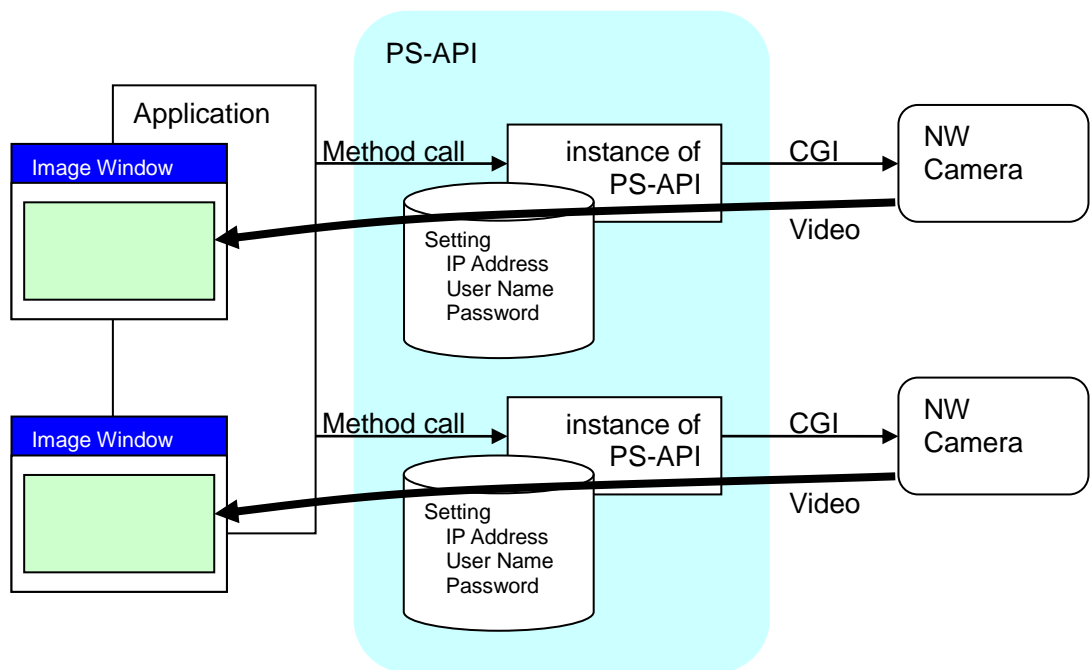 PS-API
Application
Image Window
Method call
instance of
PS-API
CGI
NW
Camera
Video
Setting
IP Address
User Name
Password
Image Window
Method call
instance of
PS-API
CGI
NW
Camera
Video
Setting
IP Address
User Name
Password